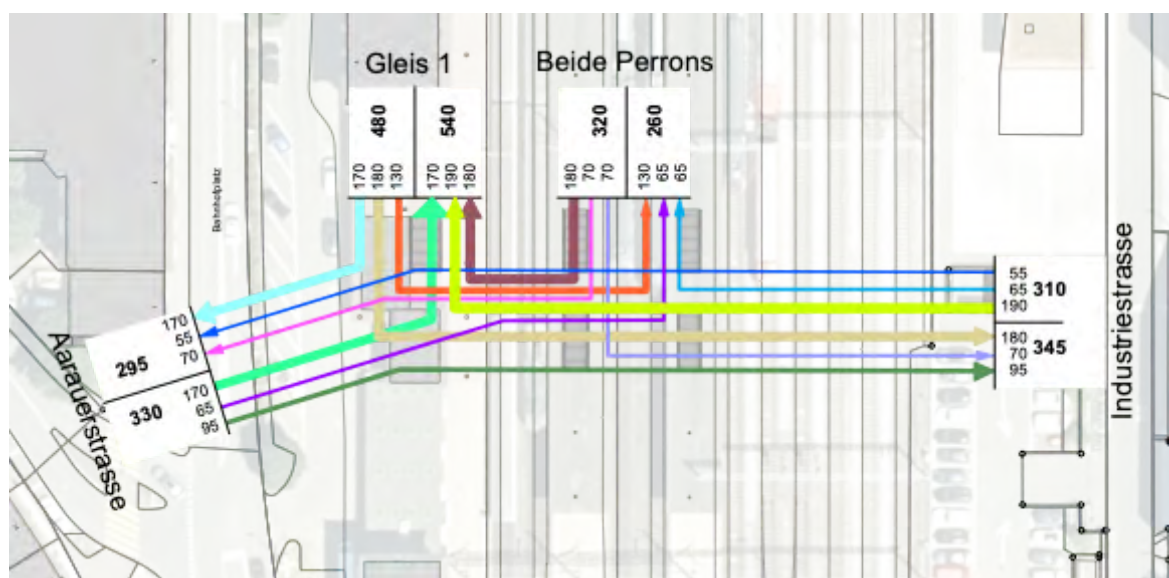 Gleis 1
Beide Perrons
480 540
320 260
170 180 130 170 190 180
180 70 70 130 65 65
Bahnhofplatz
55
65
190
310
180
70
95
345
Industriestrasse
170
55
70
295
170
65
95
330
Aarauerstrasse